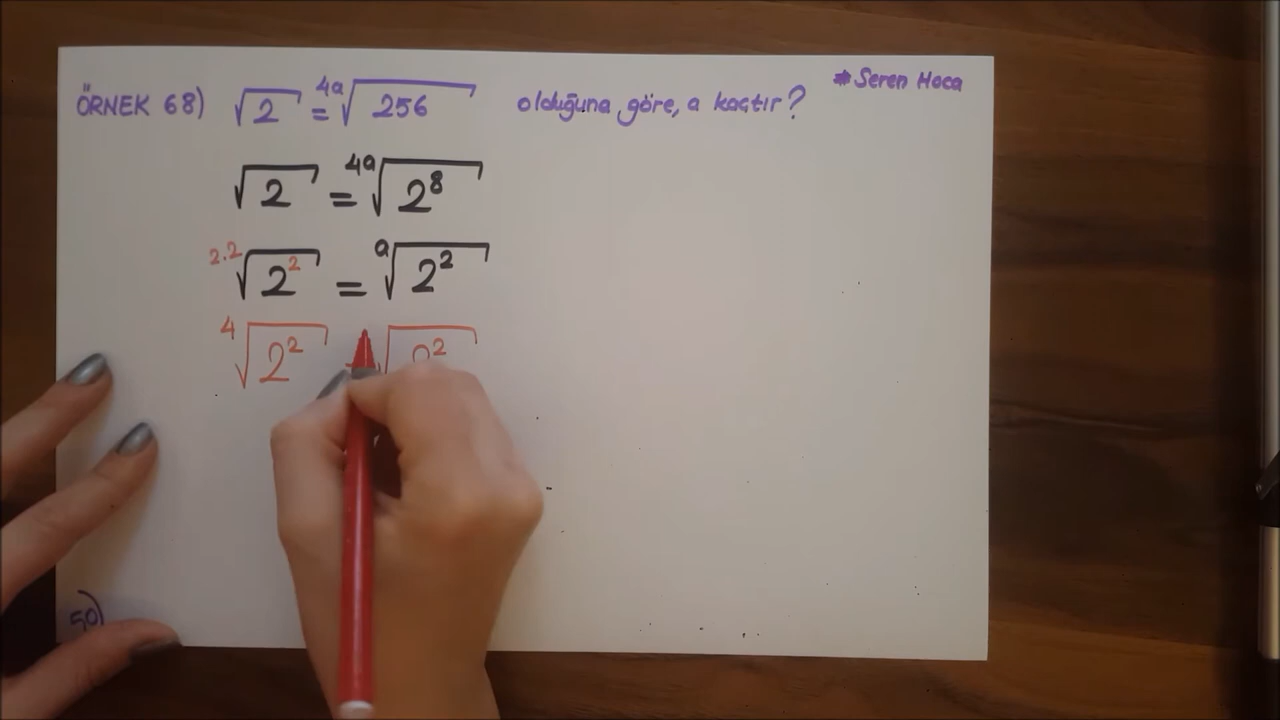 ÖRNEK 68) √2 = ⁴ᵃ√256 olduğuna göre, a kaçtır? * Seren Hoca
√2 = ⁴ᵃ√2⁸
²·²√2² = ᵃ√2²
⁴√2² √2²
50)